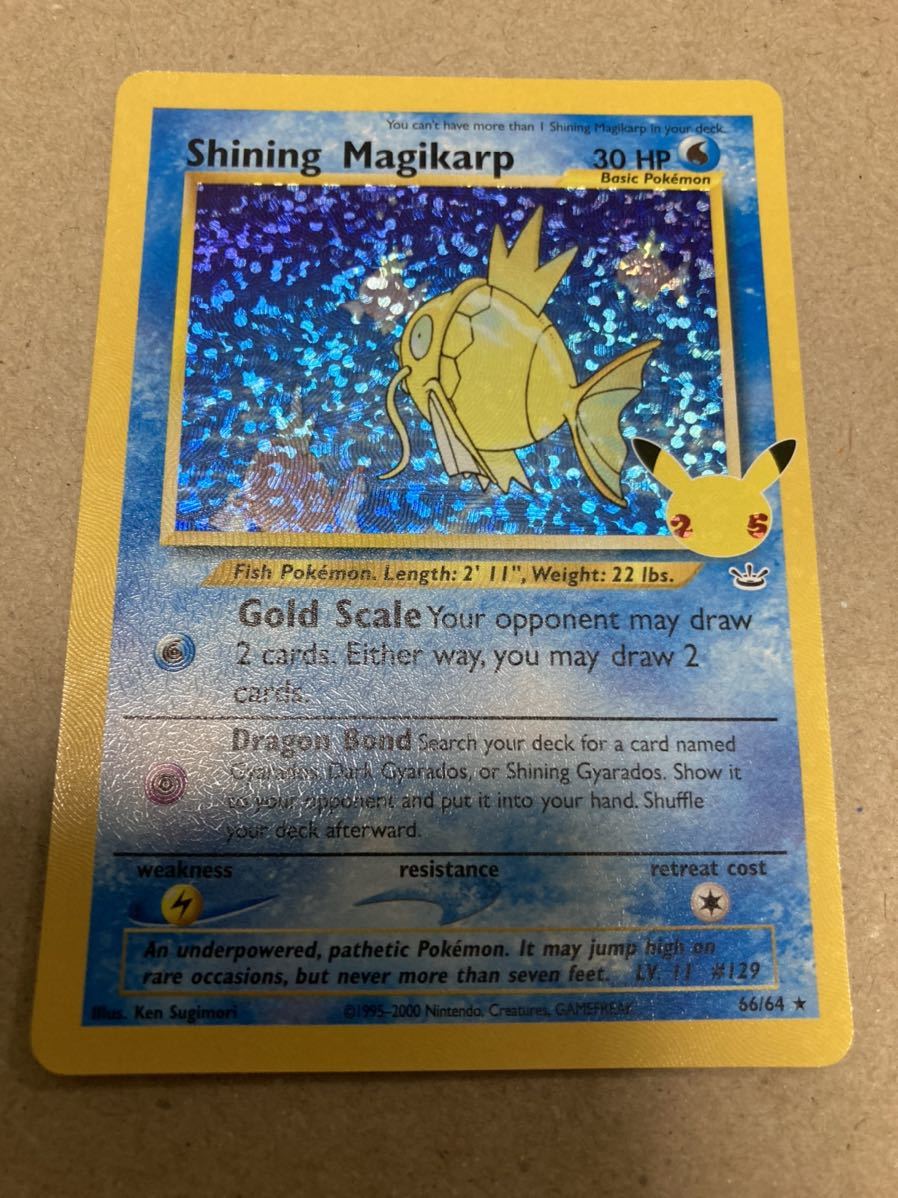 You can't have more than 1 Shining Magikarp in your deck.
Shining Magikarp 30 HP
Basic Pokémon
25
Fish Pokémon. Length: 2' 11", Weight: 22 lbs.
Gold Scale Your opponent may draw
2 cards. Either way, you may draw 2
cards.
Dragon Bond Search your deck for a card named
Gyarados, Dark Gyarados, or Shining Gyarados. Show it
to your opponent and put it into your hand. Shuffle
your deck afterward.
weakness resistance retreat cost
An underpowered, pathetic Pokémon. It may jump high on
rare occasions, but never more than seven feet. LV. 11 #129
Illus. Ken Sugimori ©1995-2000 Nintendo, Creatures, GAMEFREAK 66/64 ★